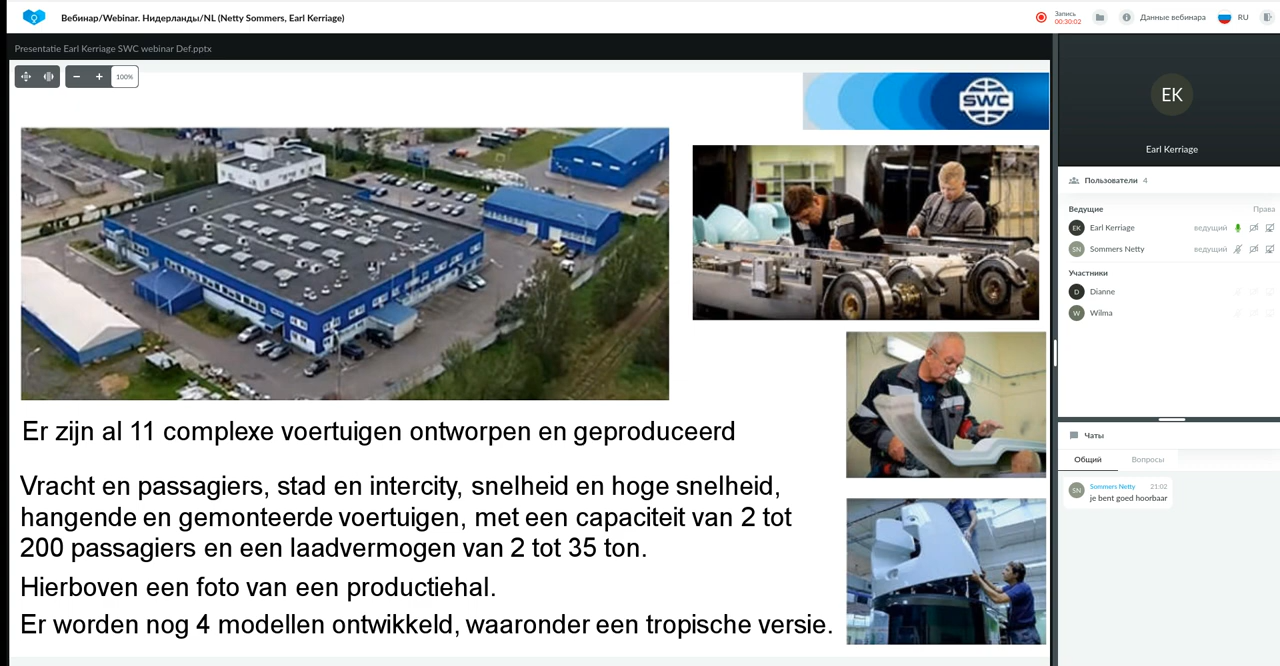 Вебинар/Webinar. Нидерланды/NL (Netty Sommers, Earl Kerriage)
Запись
00:30:02
Данные вебинара
RU
Presentatie Earl Kerriage SWC webinar Def.pptx
100%
SWC
Er zijn al 11 complexe voertuigen ontworpen en geproduceerd
Vracht en passagiers, stad en intercity, snelheid en hoge snelheid,
hangende en gemonteerde voertuigen, met een capaciteit van 2 tot
200 passagiers en een laadvermogen van 2 tot 35 ton.
Hierboven een foto van een productiehal.
Er worden nog 4 modellen ontwikkeld, waaronder een tropische versie.
EK
Earl Kerriage
Пользователи 4
Ведущие Права
EK Earl Kerriage ведущий
SN Sommers Netty ведущий
Участники
D Dianne
W Wilma
Чаты
Общий Вопросы
SN Sommers Netty 21:02
je bent goed hoorbaar